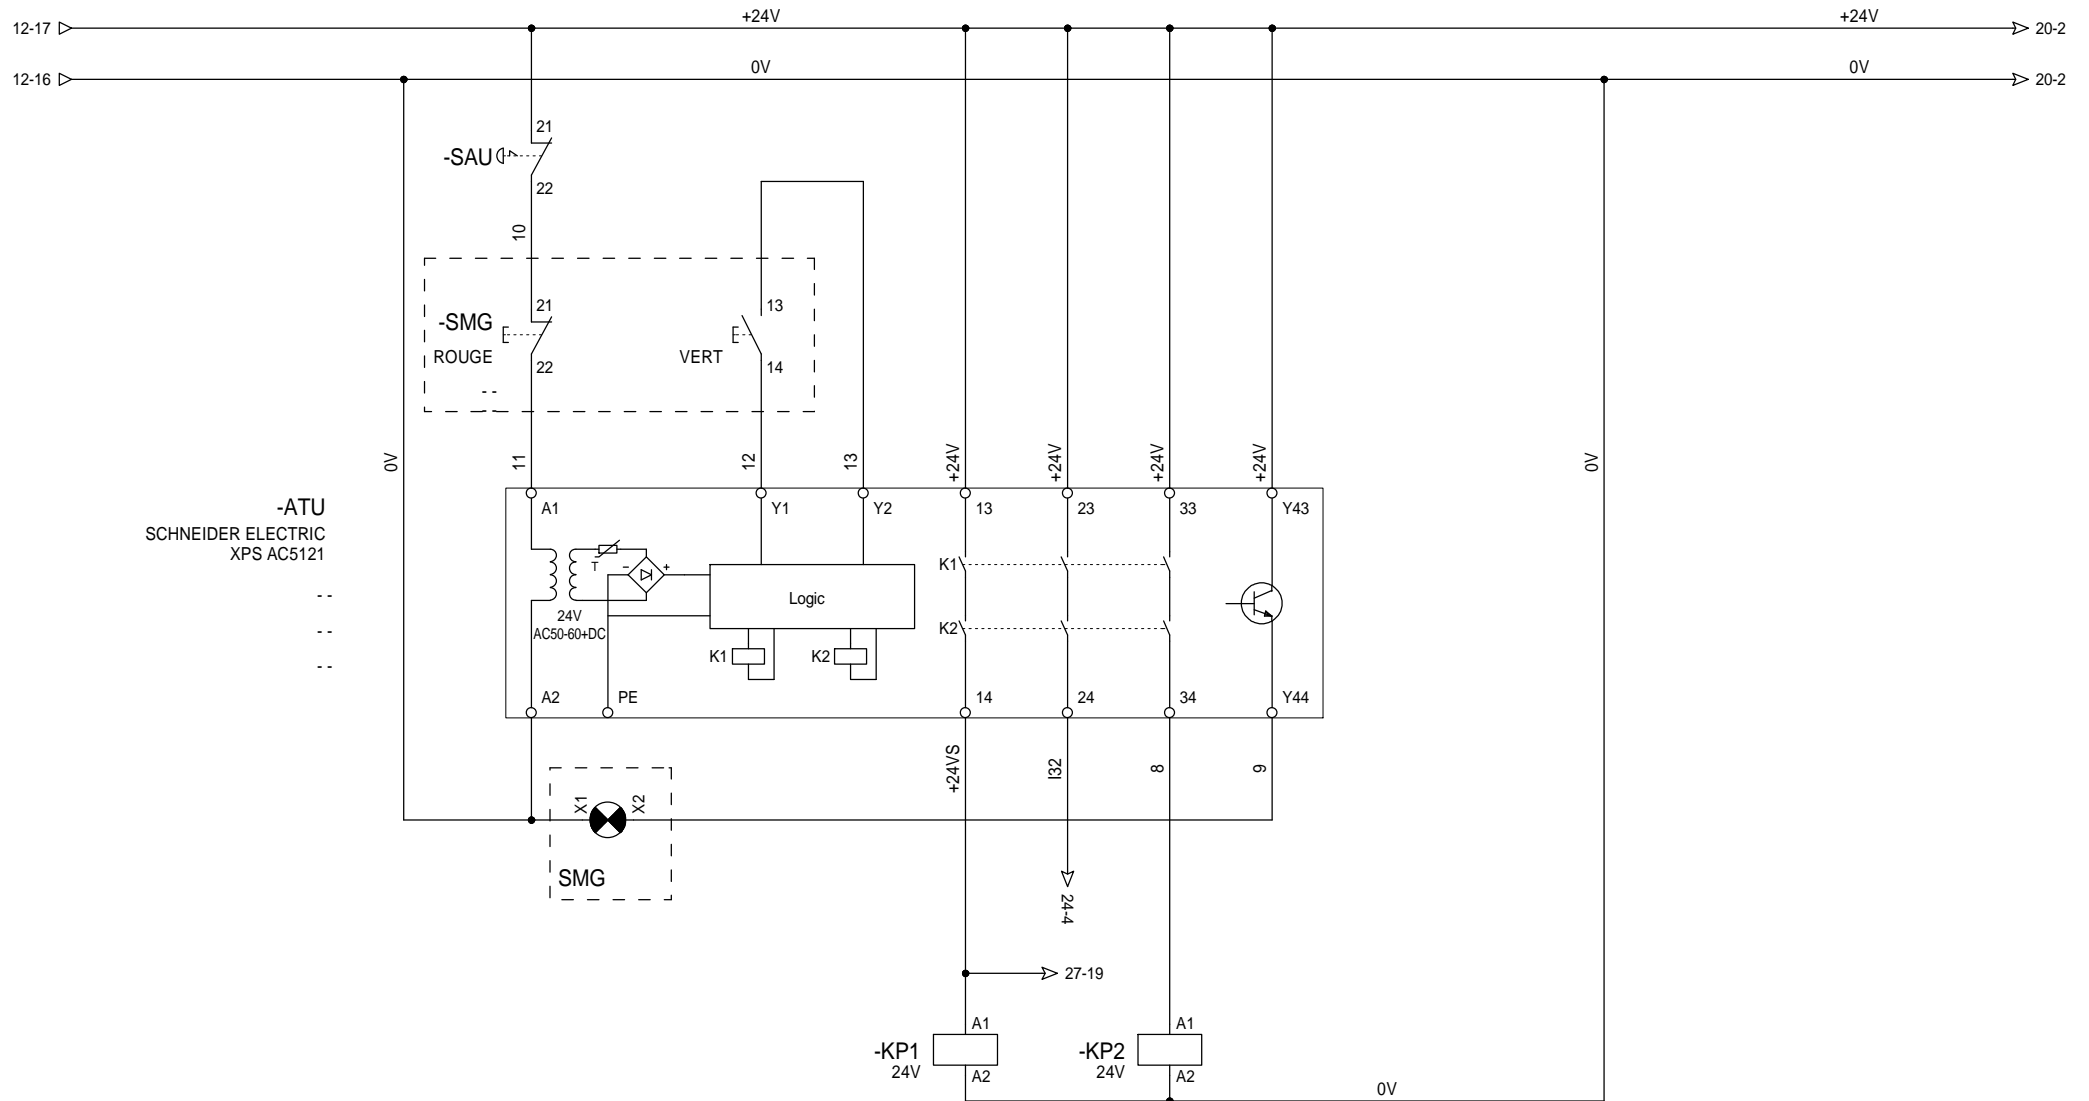 +24V
+24V
12-17
20-2
0V
0V
12-16
20-2
21
-SAU
22
10
21
13
-SMG
ROUGE
VERT
22
14
- -
- -
0V
11
12
13
+24V
+24V
+24V
+24V
0V
-ATU
SCHNEIDER ELECTRIC
XPS AC5121
- -
- -
- -
A1
Y1
Y2
13
23
33
Y43
K1
T
-
+
Logic
24V
AC50-60+DC
K2
K1
K2
A2
PE
14
24
34
Y44
+24VS
I32
8
9
X1
X2
SMG
24-4
27-19
A1
A1
-KP1
24V
-KP2
24V
A2
A2
0V